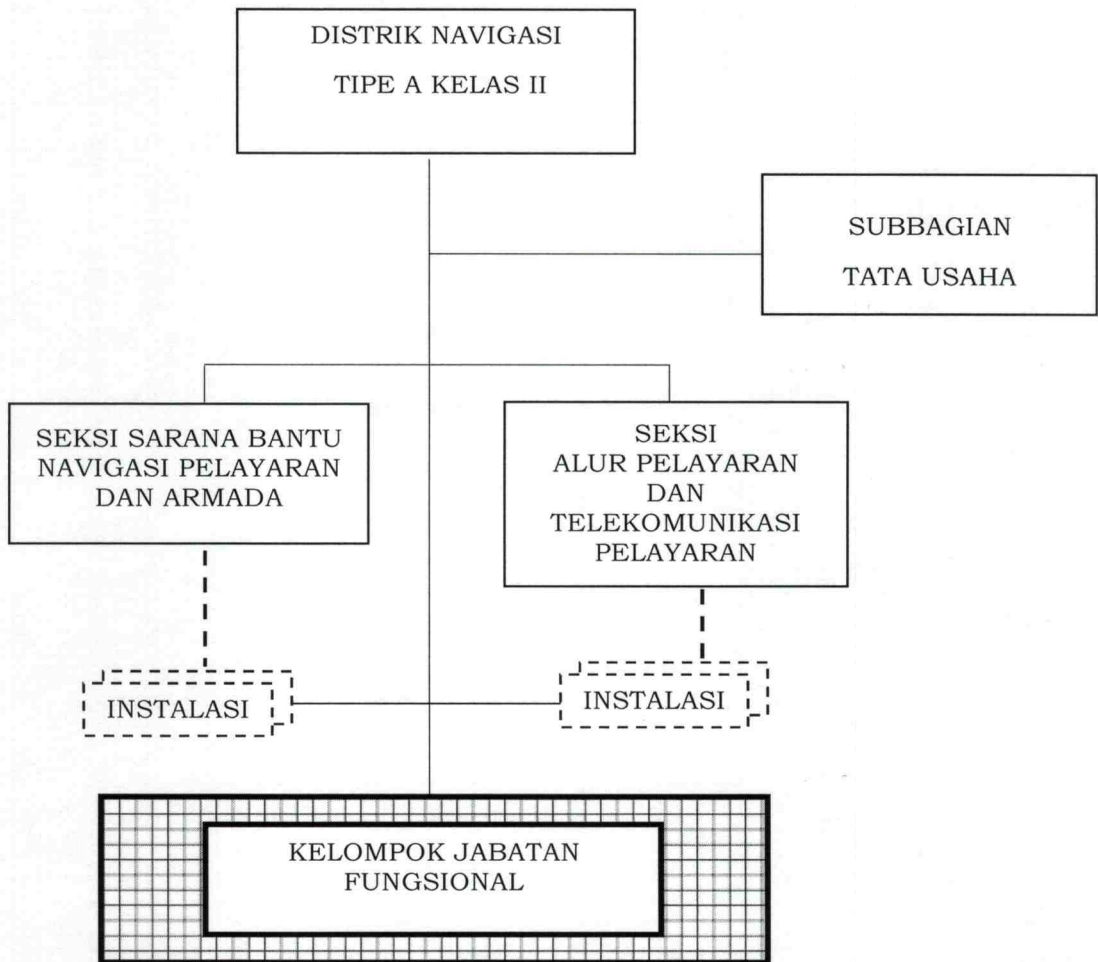 DISTRIK NAVIGASI
TIPE A KELAS II
SUBBAGIAN
TATA USAHA
SEKSI SARANA BANTU
NAVIGASI PELAYARAN
DAN ARMADA
SEKSI
ALUR PELAYARAN
DAN
TELEKOMUNIKASI
PELAYARAN
INSTALASI
INSTALASI
KELOMPOK JABATAN
FUNGSIONAL